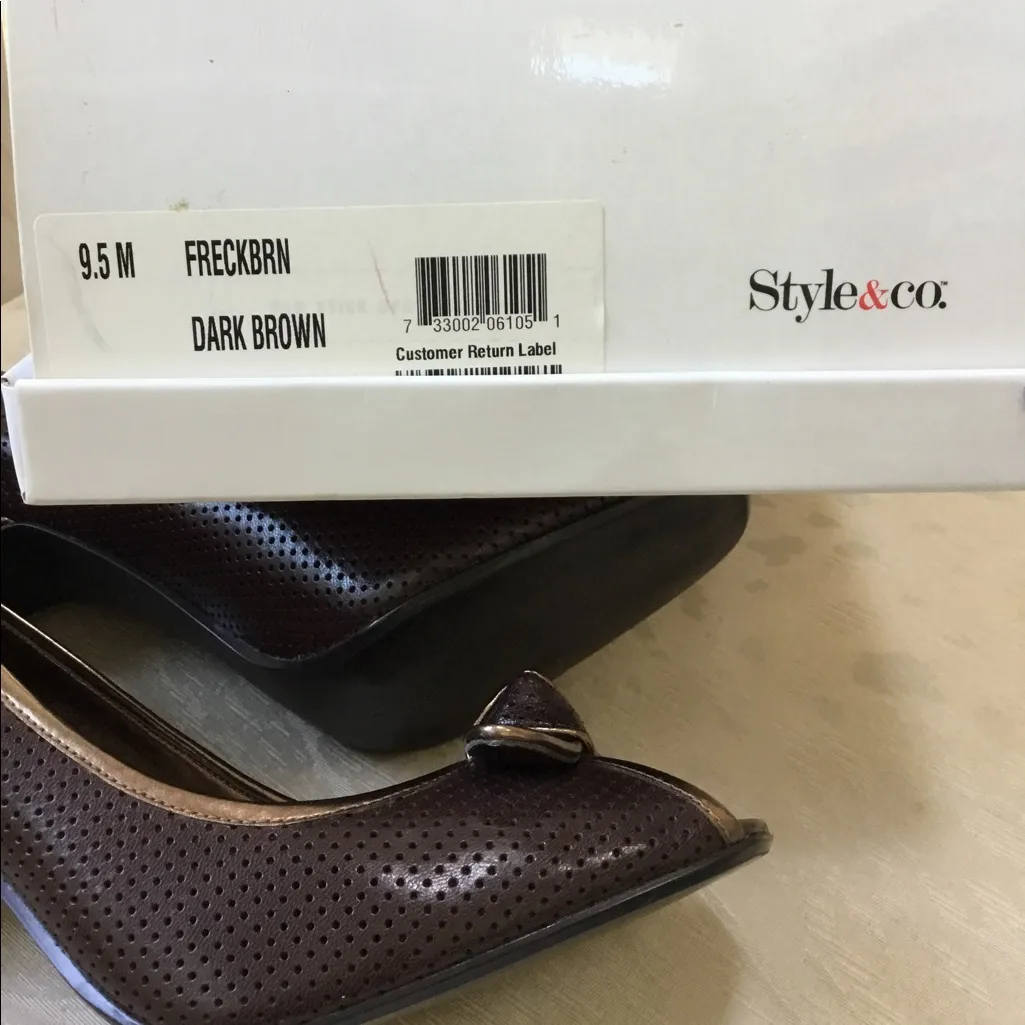 9.5 M FRECKBRN
DARK BROWN
7 33002 06105 1
Customer Return Label
Style&co.